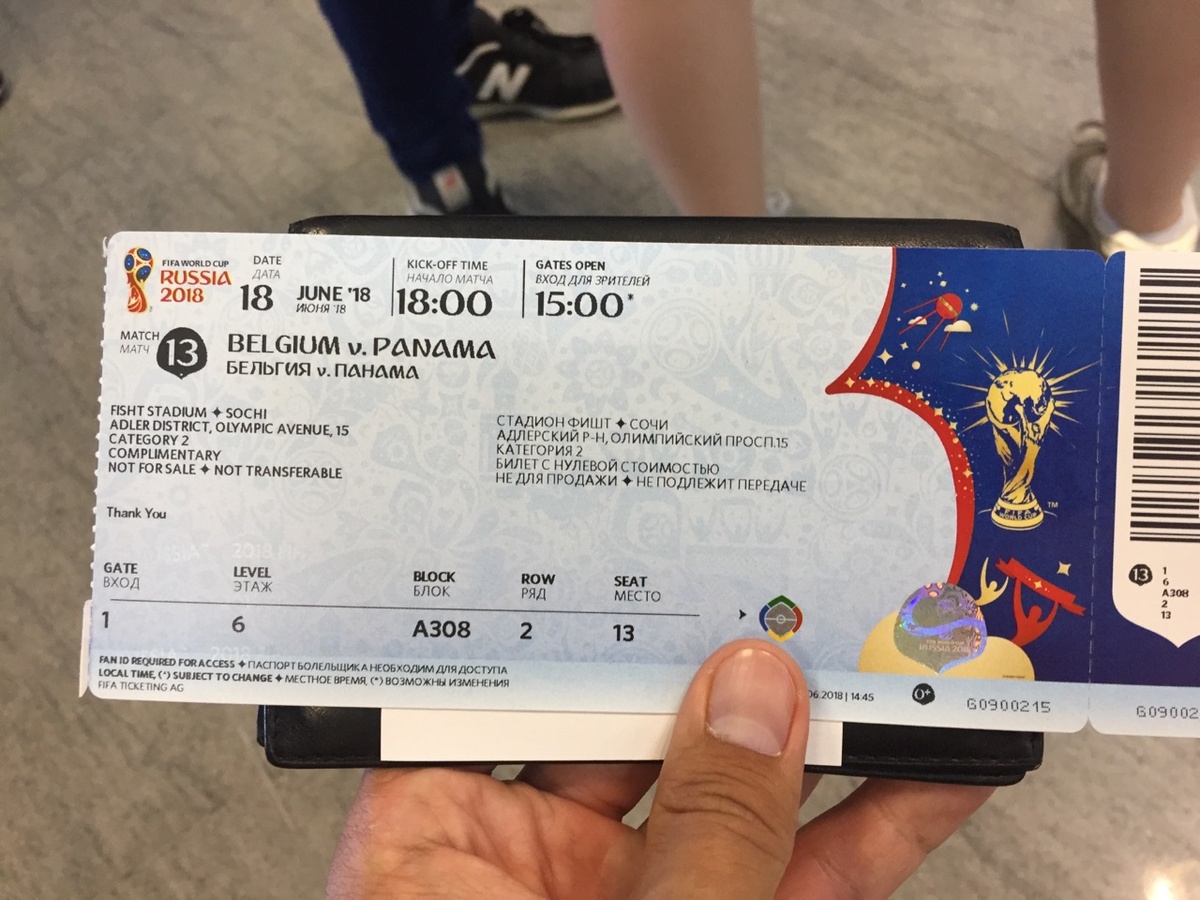 FIFA WORLD CUP
RUSSIA
2018
DATE
ДАТА
18 JUNE '18
ИЮНЯ '18
KICK-OFF TIME
НАЧАЛО МАТЧА
18:00
GATES OPEN
ВХОД ДЛЯ ЗРИТЕЛЕЙ
15:00*
MATCH
МАТЧ
13
BELGIUM v. PANAMA
БЕЛЬГИЯ v. ПАНАМА
FISHT STADIUM ✦ SOCHI
ADLER DISTRICT, OLYMPIC AVENUE, 15
CATEGORY 2
COMPLIMENTARY
NOT FOR SALE ✦ NOT TRANSFERABLE
СТАДИОН ФИШТ ✦ СОЧИ
АДЛЕРСКИЙ Р-Н, ОЛИМПИЙСКИЙ ПРОСП.15
КАТЕГОРИЯ 2
БИЛЕТ С НУЛЕВОЙ СТОИМОСТЬЮ
НЕ ДЛЯ ПРОДАЖИ ✦ НЕ ПОДЛЕЖИТ ПЕРЕДАЧЕ
Thank You
GATE LEVEL BLOCK ROW SEAT
ВХОД ЭТАЖ БЛОК РЯД МЕСТО
1 6 A308 2 13
FAN ID REQUIRED FOR ACCESS ✦ ПАСПОРТ БОЛЕЛЬЩИКА НЕОБХОДИМ ДЛЯ ДОСТУПА
LOCAL TIME, (*) SUBJECT TO CHANGE ✦ МЕСТНОЕ ВРЕМЯ, (*) ВОЗМОЖНЫ ИЗМЕНЕНИЯ
FIFA TICKETING AG
06.2018 | 14.45
0+
G0900215
FIFA
WORLD CUP
TM
RUSSIA 2018
13
1
6
A308
2
13
G09002
N